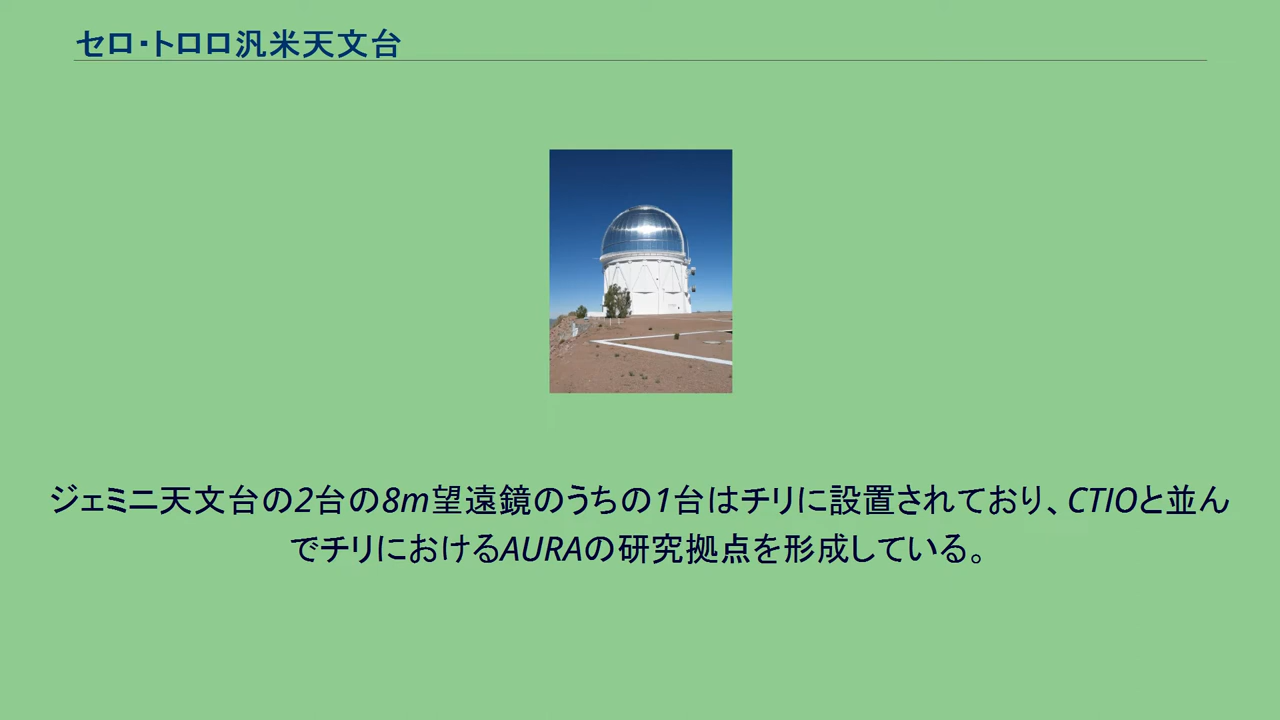 セロ・トロロ汎米天文台
ジェミニ天文台の2台の8m望遠鏡のうちの1台はチリに設置されており、CTIOと並ん
でチリにおけるAURAの研究拠点を形成している。